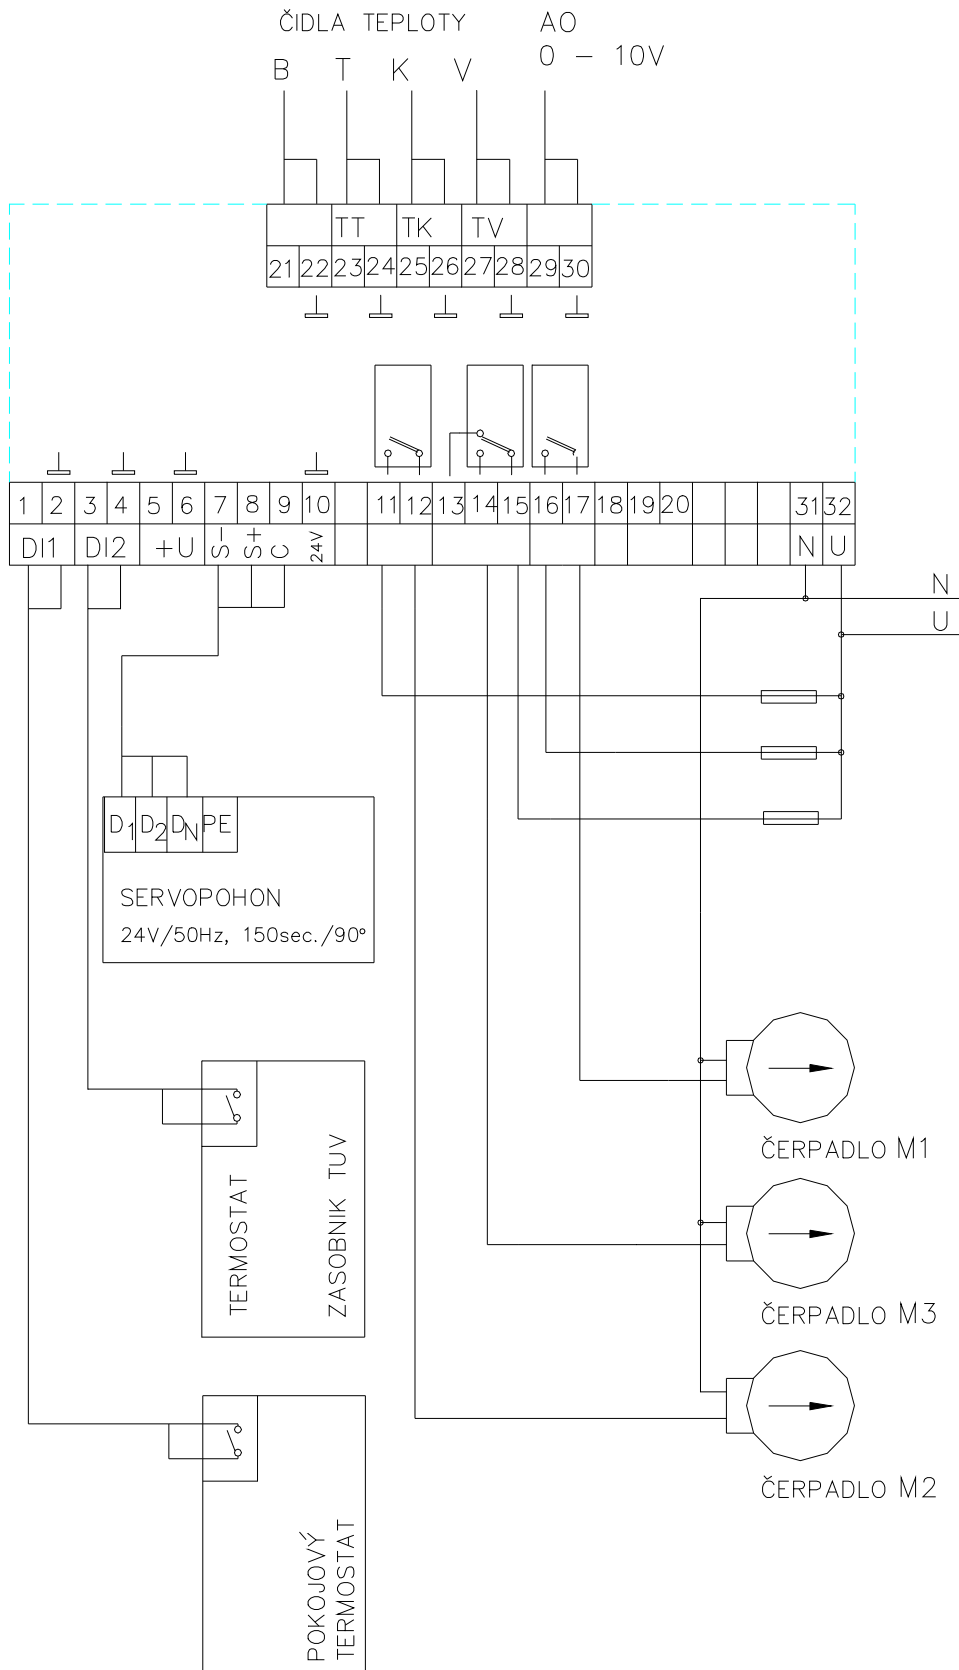 ČIDLA TEPLOTY
AO
0 - 10V
B T K V
TT TK TV
21 22 23 24 25 26 27 28 29 30
1 2 3 4 5 6 7 8 9 10 11 12 13 14 15 16 17 18 19 20 31 32
DI1 DI2 +U S- S+ C 24V N U
N
U
D1 D2 DN PE
SERVOPOHON
24V/50Hz, 150sec./90°
ČERPADLO M1
TERMOSTAT
ZASOBNIK TUV
ČERPADLO M3
ČERPADLO M2
POKOJOVÝ
TERMOSTAT